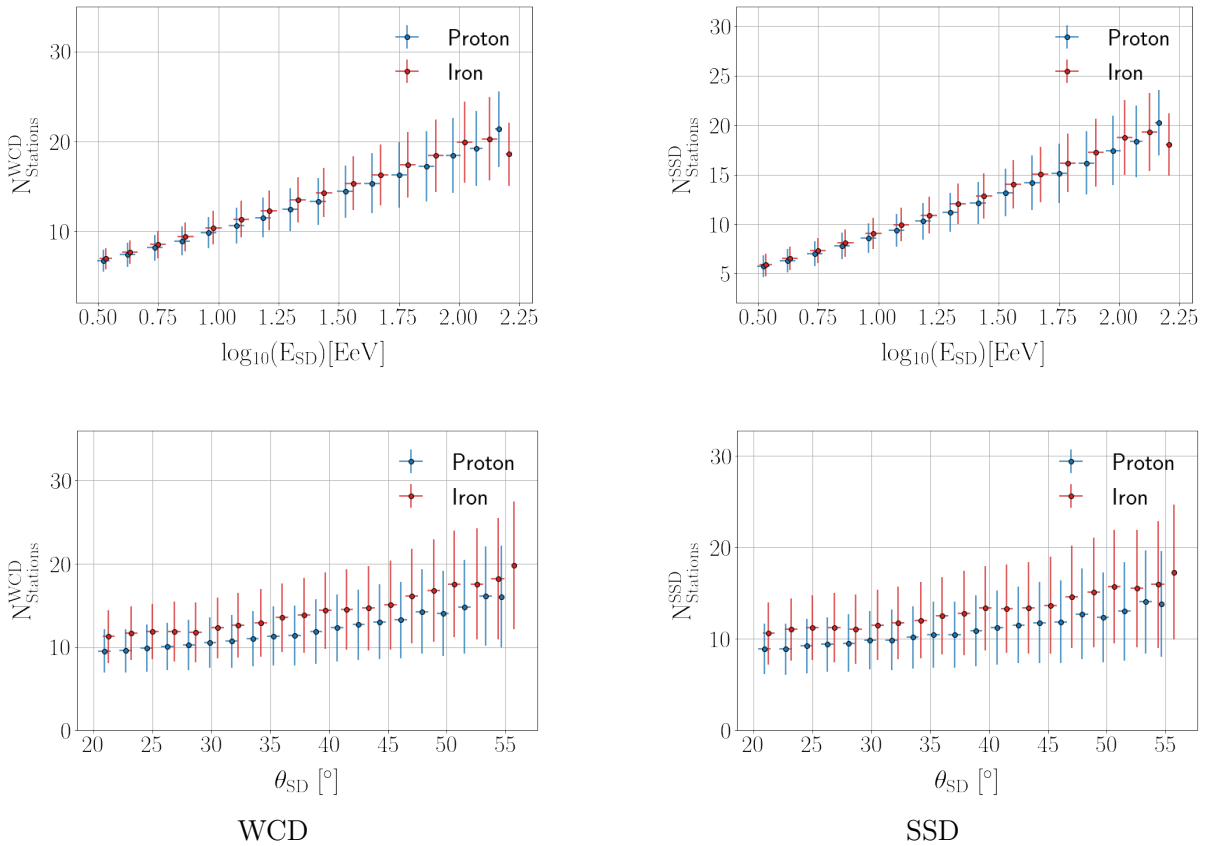 30
20
10
N^WCD_Stations
Proton
Iron
0.50 0.75 1.00 1.25 1.50 1.75 2.00 2.25
log₁₀(E_SD)[EeV]
30
25
20
15
10
5
N^SSD_Stations
Proton
Iron
0.50 0.75 1.00 1.25 1.50 1.75 2.00 2.25
log₁₀(E_SD)[EeV]
30
20
10
0
N^WCD_Stations
Proton
Iron
20 25 30 35 40 45 50 55
θ_SD [°]
WCD
30
20
10
0
N^SSD_Stations
Proton
Iron
20 25 30 35 40 45 50 55
θ_SD [°]
SSD